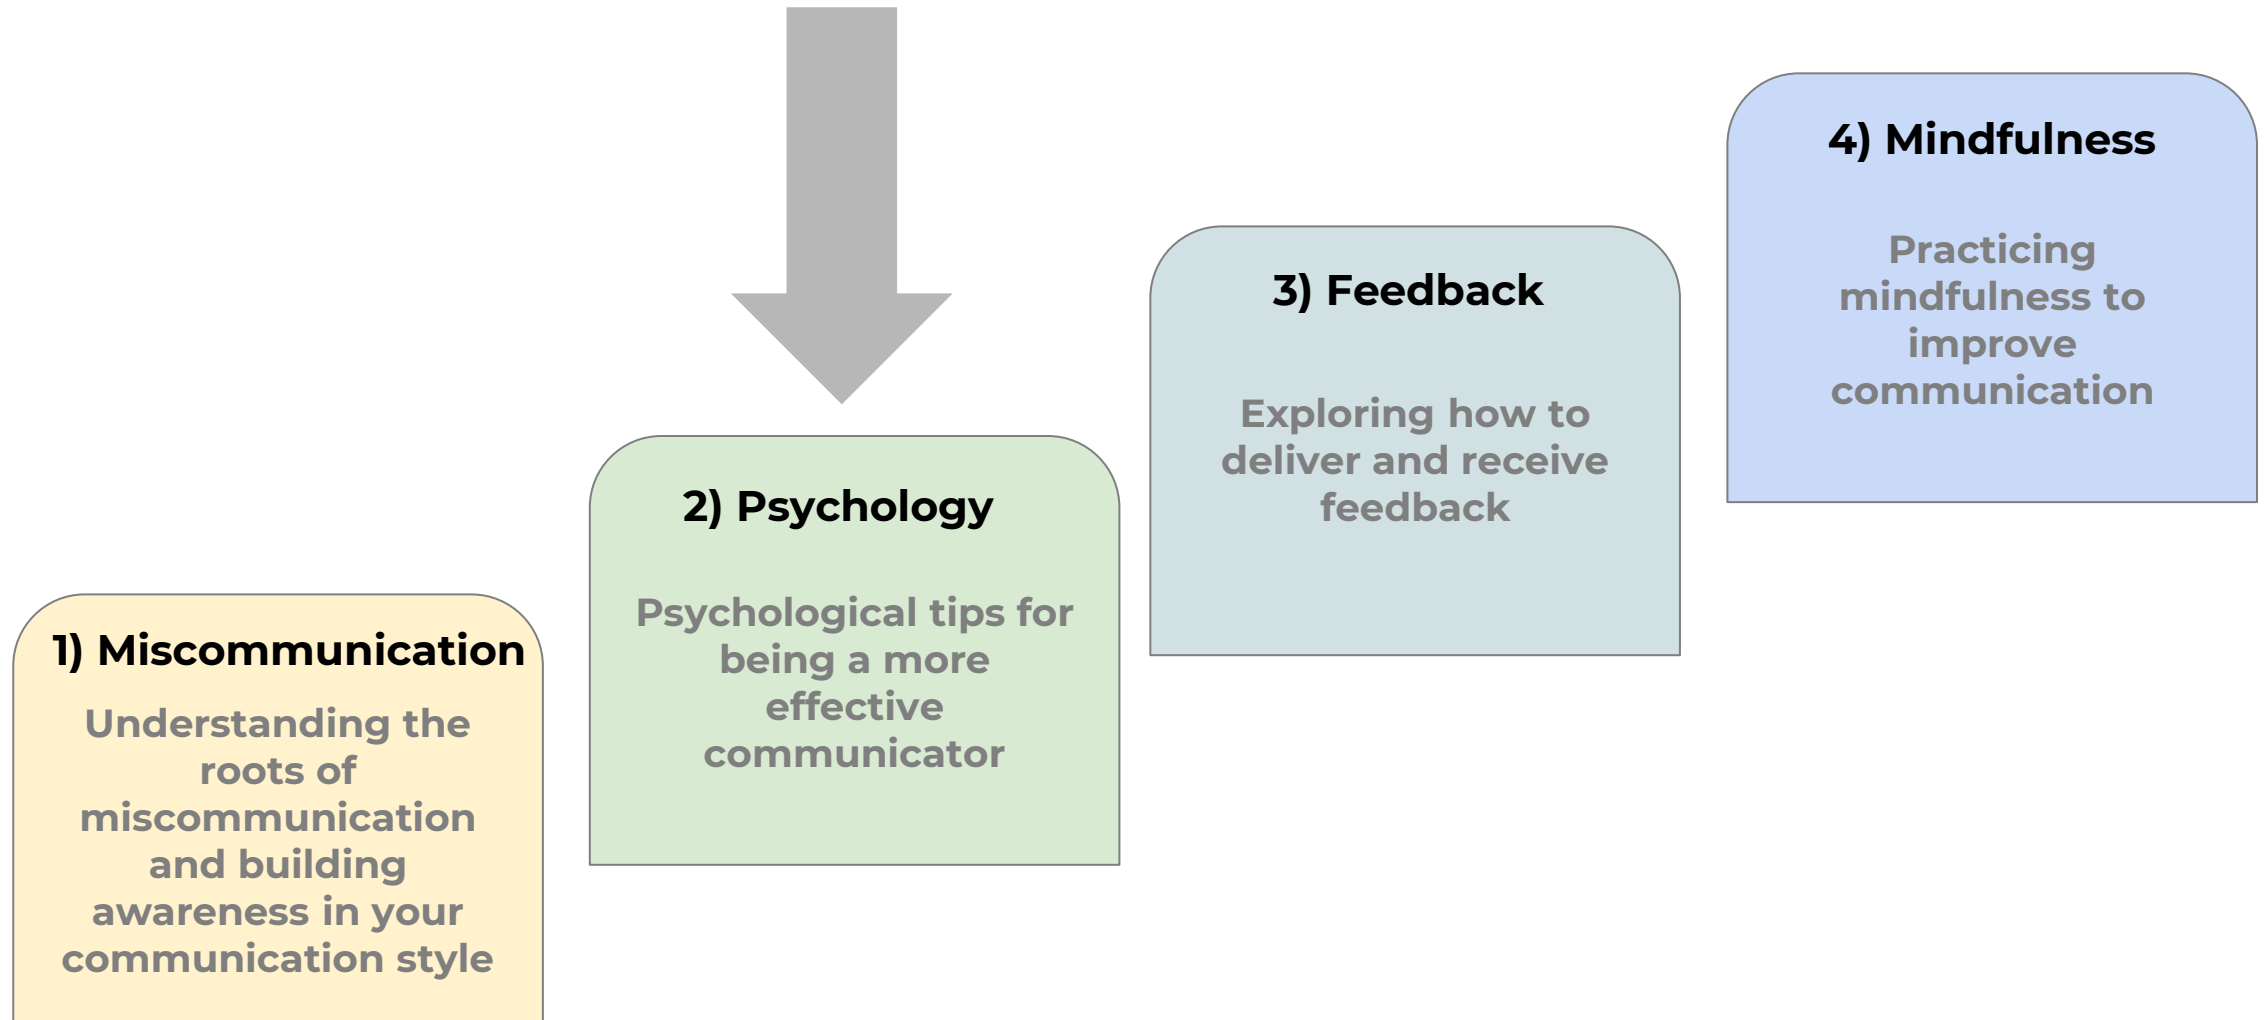 1) Miscommunication
Understanding the
roots of
miscommunication
and building
awareness in your
communication style
2) Psychology
Psychological tips for
being a more
effective
communicator
3) Feedback
Exploring how to
deliver and receive
feedback
4) Mindfulness
Practicing
mindfulness to
improve
communication